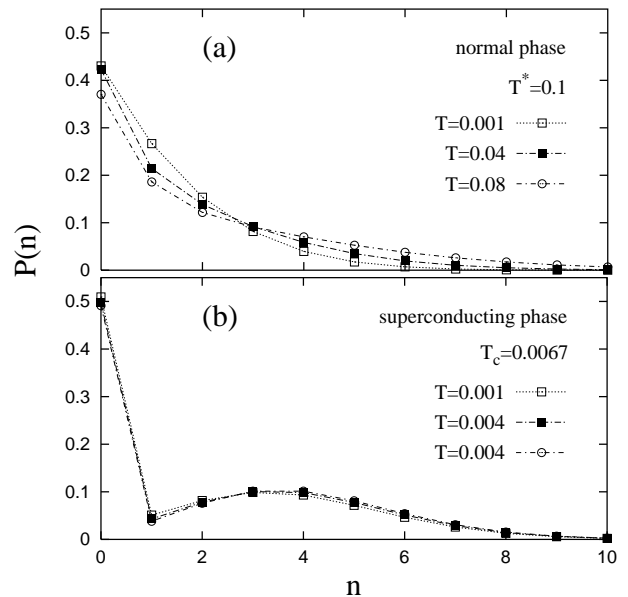 0.5
(a)
normal phase
T*=0.1
0.4
0.3
T=0.001
T=0.04
T=0.08
0.2
0.1
0
P(n)
0.5
(b)
superconducting phase
T_c=0.0067
0.4
0.3
T=0.001
T=0.004
T=0.004
0.2
0.1
0
0 2 4 6 8 10
n